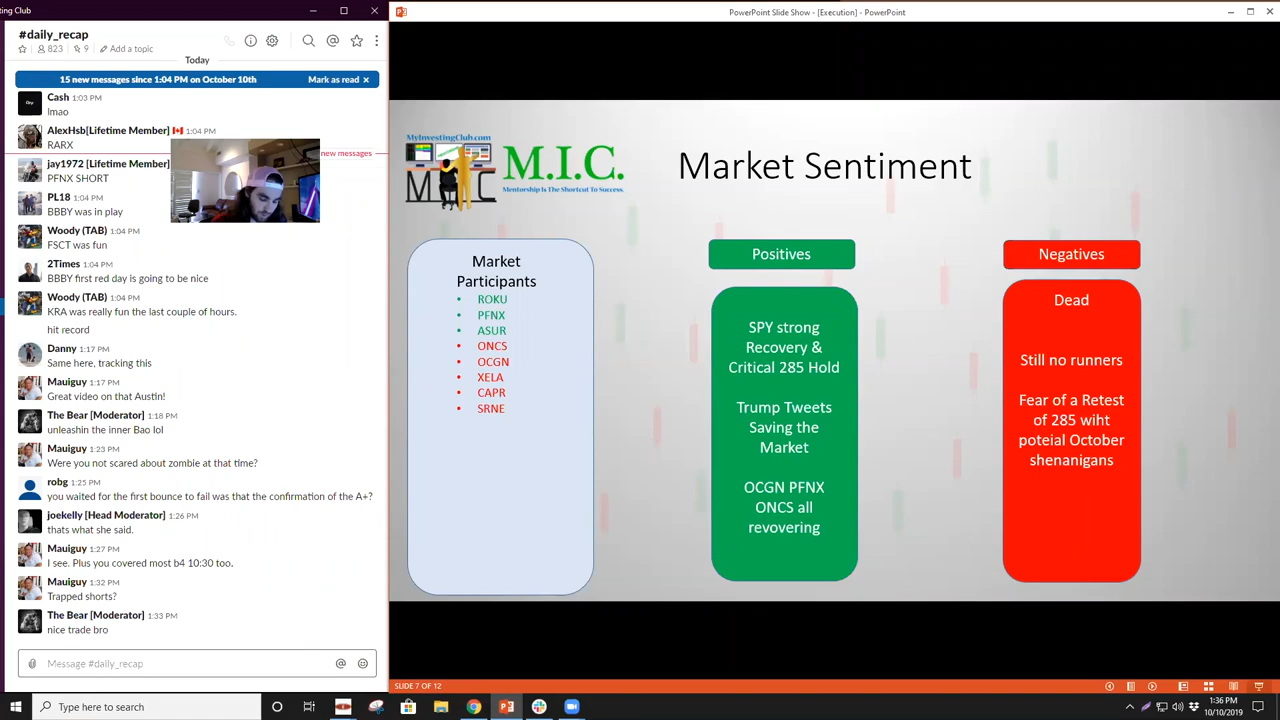 ting Club
#daily_recap
823
9
Add a topic
Today
15 new messages since 1:04 PM on October 10th
Mark as read ×
Cash 1:03 PM
lmao
AlexHsb[Lifetime Member] 1:04 PM
RARX
new messages
jay1972 [Lifetime Member]
PFNX SHORT
PL18 1:04 PM
BBBY was in play
Woody (TAB) 1:04 PM
FSCT was fun
2Times 1:04 PM
BBBY first red day is going to be nice
Woody (TAB) 1:04 PM
KRA was really fun the last couple of hours.
hit record
Danny 1:17 PM
Same here, tracking this
Mauiguy 1:17 PM
Great video on that Austin!
The Bear [Moderator] 1:18 PM
unleashin the inner Bao lol
Mauiguy 1:23 PM
Were you not scared about zombie at that time?
robg 1:25 PM
you waited for the first bounce to fail was that the confirmation of the A+?
joekelly [Head Moderator] 1:26 PM
thats what she said.
Mauiguy 1:27 PM
I see. Plus you covered most b4 10:30 too.
Mauiguy 1:32 PM
Trapped shorts?
The Bear [Moderator] 1:33 PM
nice trade bro
Message #daily_recap
PowerPoint Slide Show - [Execution] - PowerPoint
MyInvestingClub.com
MIC
M.I.C.
Mentorship Is The Shortcut To Success.
Market Sentiment
Market
Participants
• ROKU
• PFNX
• ASUR
• ONCS
• OCGN
• XELA
• CAPR
• SRNE
Positives
SPY strong
Recovery &
Critical 285 Hold
Trump Tweets
Saving the
Market
OCGN PFNX
ONCS all
revovering
Negatives
Dead
Still no runners
Fear of a Retest
of 285 wiht
poteial October
shenanigans
SLIDE 7 OF 12
Type here to search
1:36 PM
10/10/2019